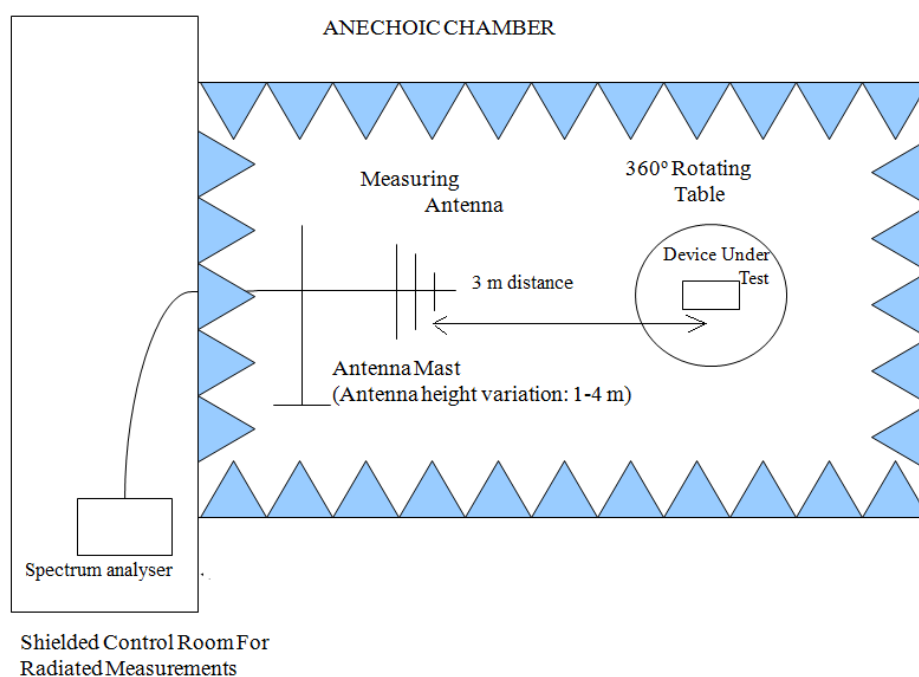 ANECHOIC CHAMBER
360° Rotating
Table
Measuring
Antenna
Device Under
Test
3 m distance
Antenna Mast
(Antenna height variation: 1-4 m)
Spectrum analyser
Shielded Control Room For
Radiated Measurements